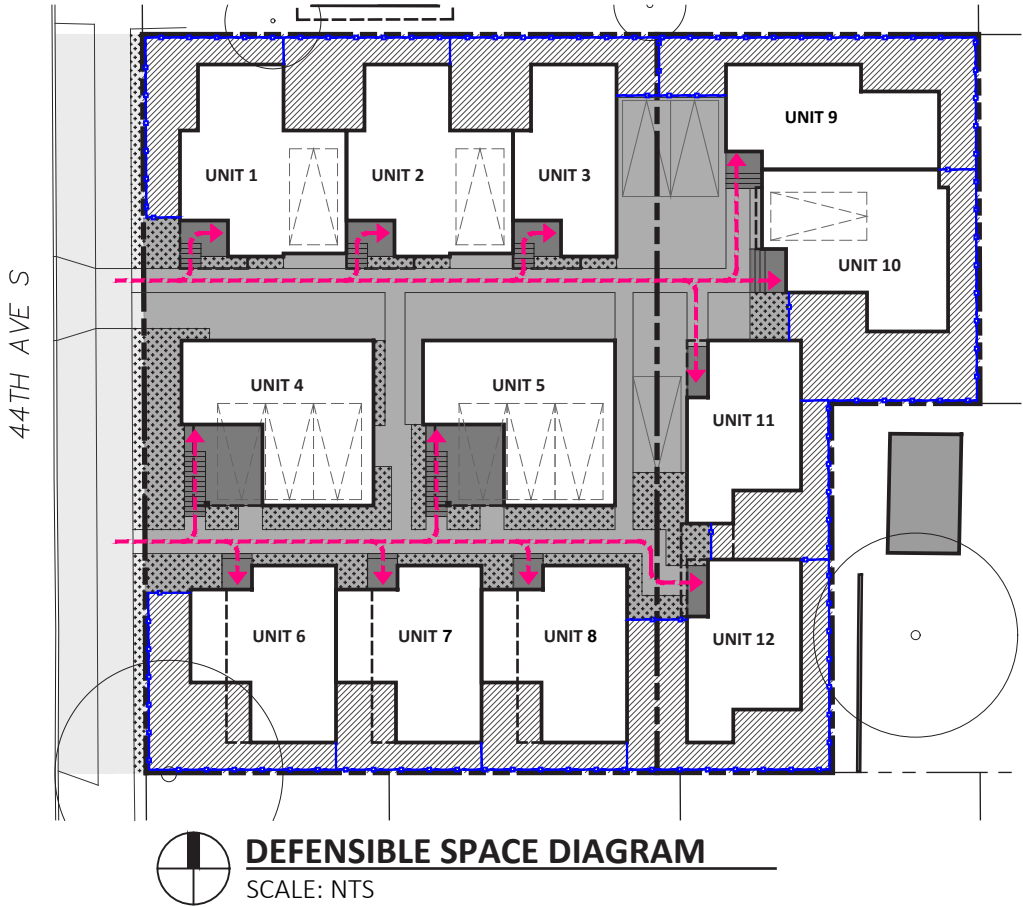 UNIT 9
UNIT 1
UNIT 2
UNIT 3
UNIT 10
44TH AVE S
UNIT 4
UNIT 5
UNIT 11
UNIT 6
UNIT 7
UNIT 8
UNIT 12
DEFENSIBLE SPACE DIAGRAM
SCALE: NTS